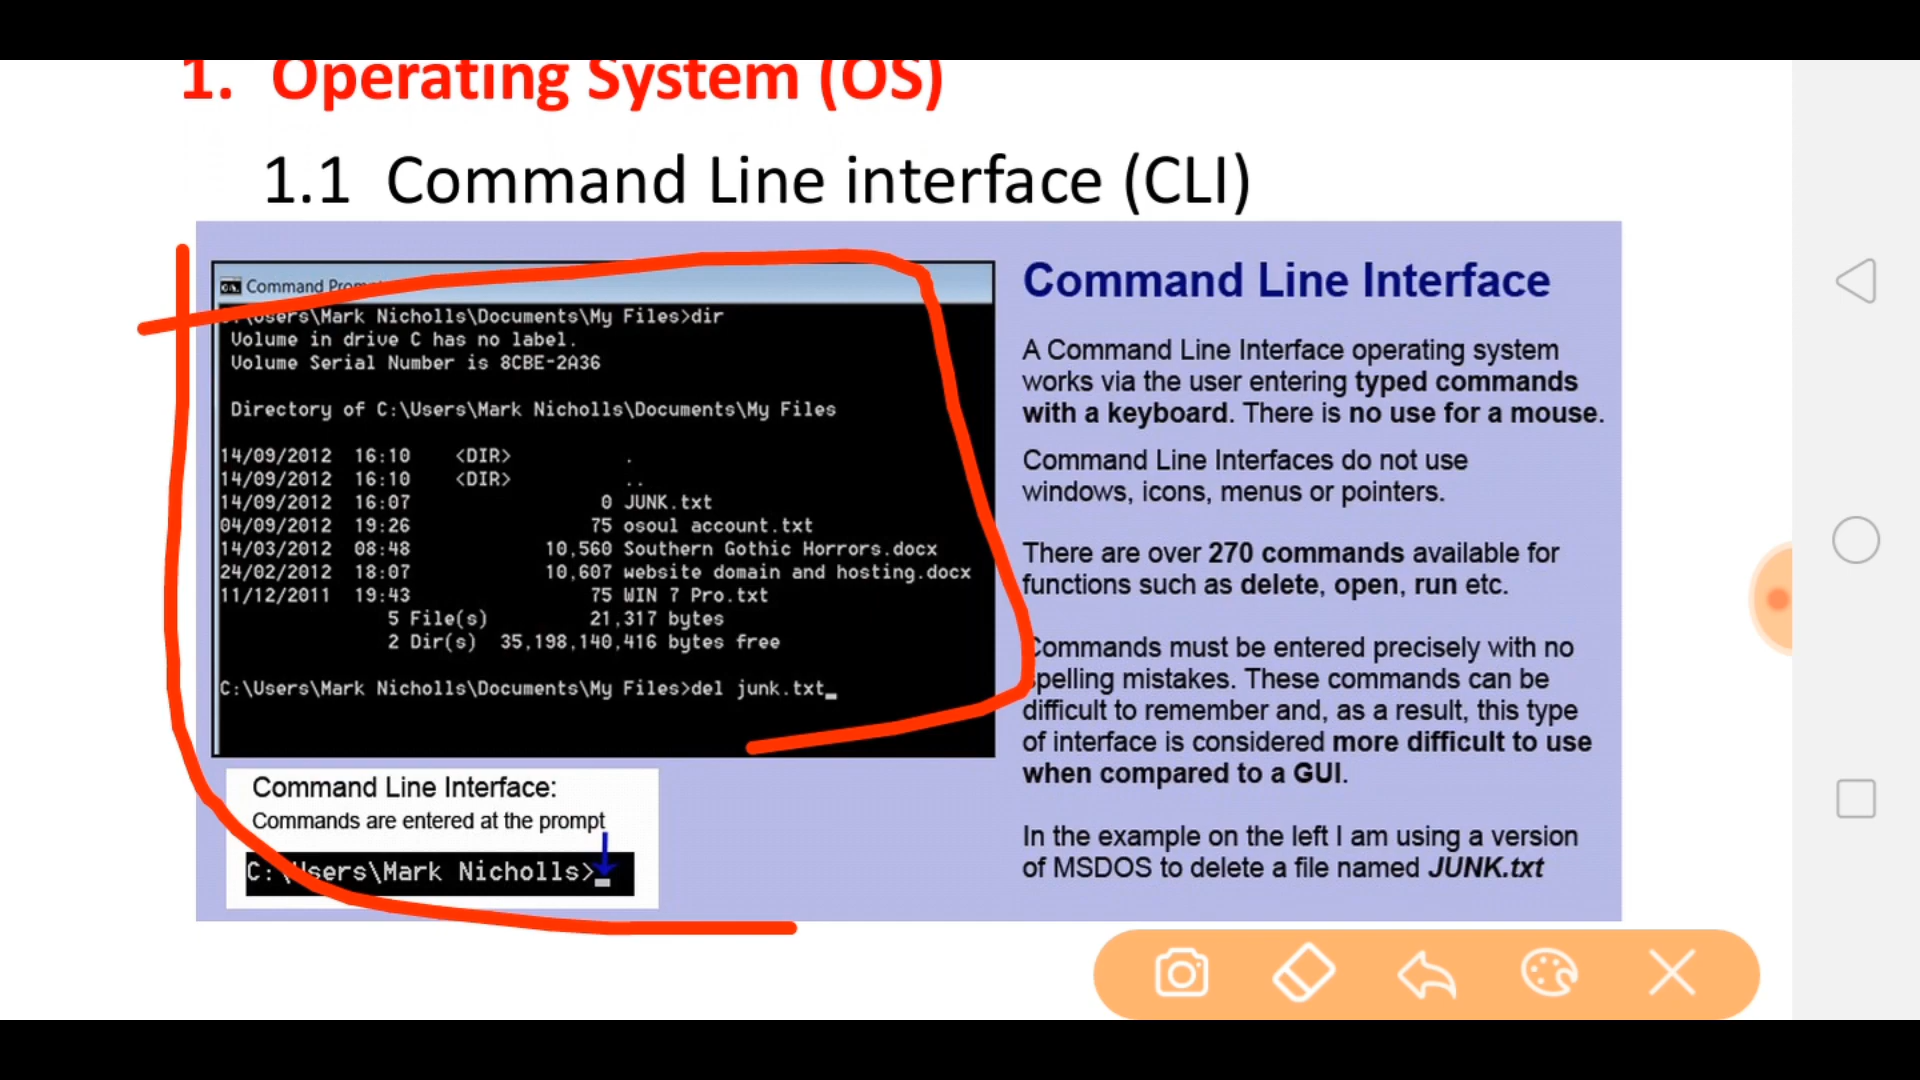 1. Operating System (OS)
1.1 Command Line interface (CLI)
Command
:\Users\Mark Nicholls\Documents\My Files>dir
Volume in drive C has no label.
Volume Serial Number is 8CBE-2A36
Directory of C:\Users\Mark Nicholls\Documents\My Files
14/09/2012 16:10 <DIR> .
14/09/2012 16:10 <DIR> ..
14/09/2012 16:07 0 JUNK.txt
04/09/2012 19:26 75 osoul account.txt
14/03/2012 08:48 10,560 Southern Gothic Horrors.docx
24/02/2012 18:07 10,607 website domain and hosting.docx
11/12/2011 19:43 75 WIN 7 Pro.txt
5 File(s) 21,317 bytes
2 Dir(s) 35,198,140,416 bytes free
C:\Users\Mark Nicholls\Documents\My Files>del junk.txt_
Command Line Interface:
Commands are entered at the prompt
C:\Users\Mark Nicholls>_
Command Line Interface
A Command Line Interface operating system
works via the user entering typed commands
with a keyboard. There is no use for a mouse.
Command Line Interfaces do not use
windows, icons, menus or pointers.
There are over 270 commands available for
functions such as delete, open, run etc.
Commands must be entered precisely with no
spelling mistakes. These commands can be
difficult to remember and, as a result, this type
of interface is considered more difficult to use
when compared to a GUI.
In the example on the left I am using a version
of MSDOS to delete a file named JUNK.txt